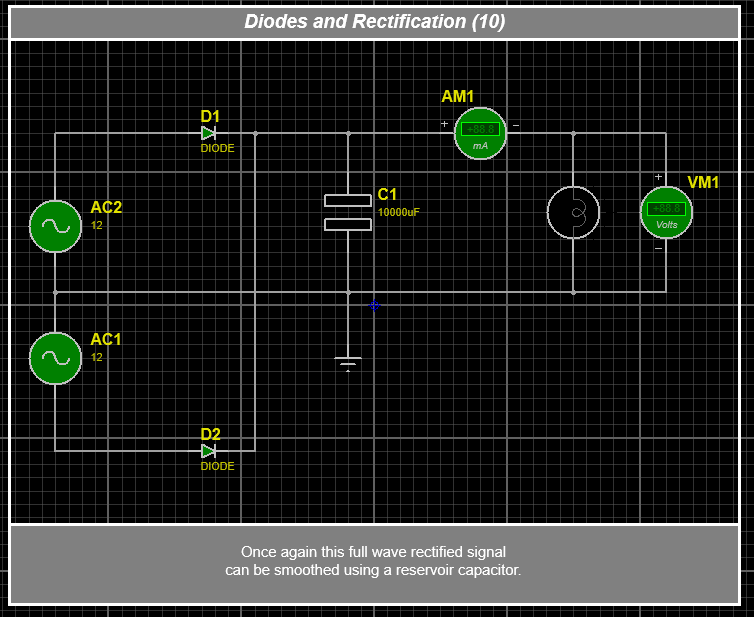 Diodes and Rectification (10)
AM1
D1
+88.8
mA
DIODE
VM1
C1
10000uF
AC2
12
+88.8
Volts
AC1
12
D2
DIODE
Once again this full wave rectified signal
can be smoothed using a reservoir capacitor.